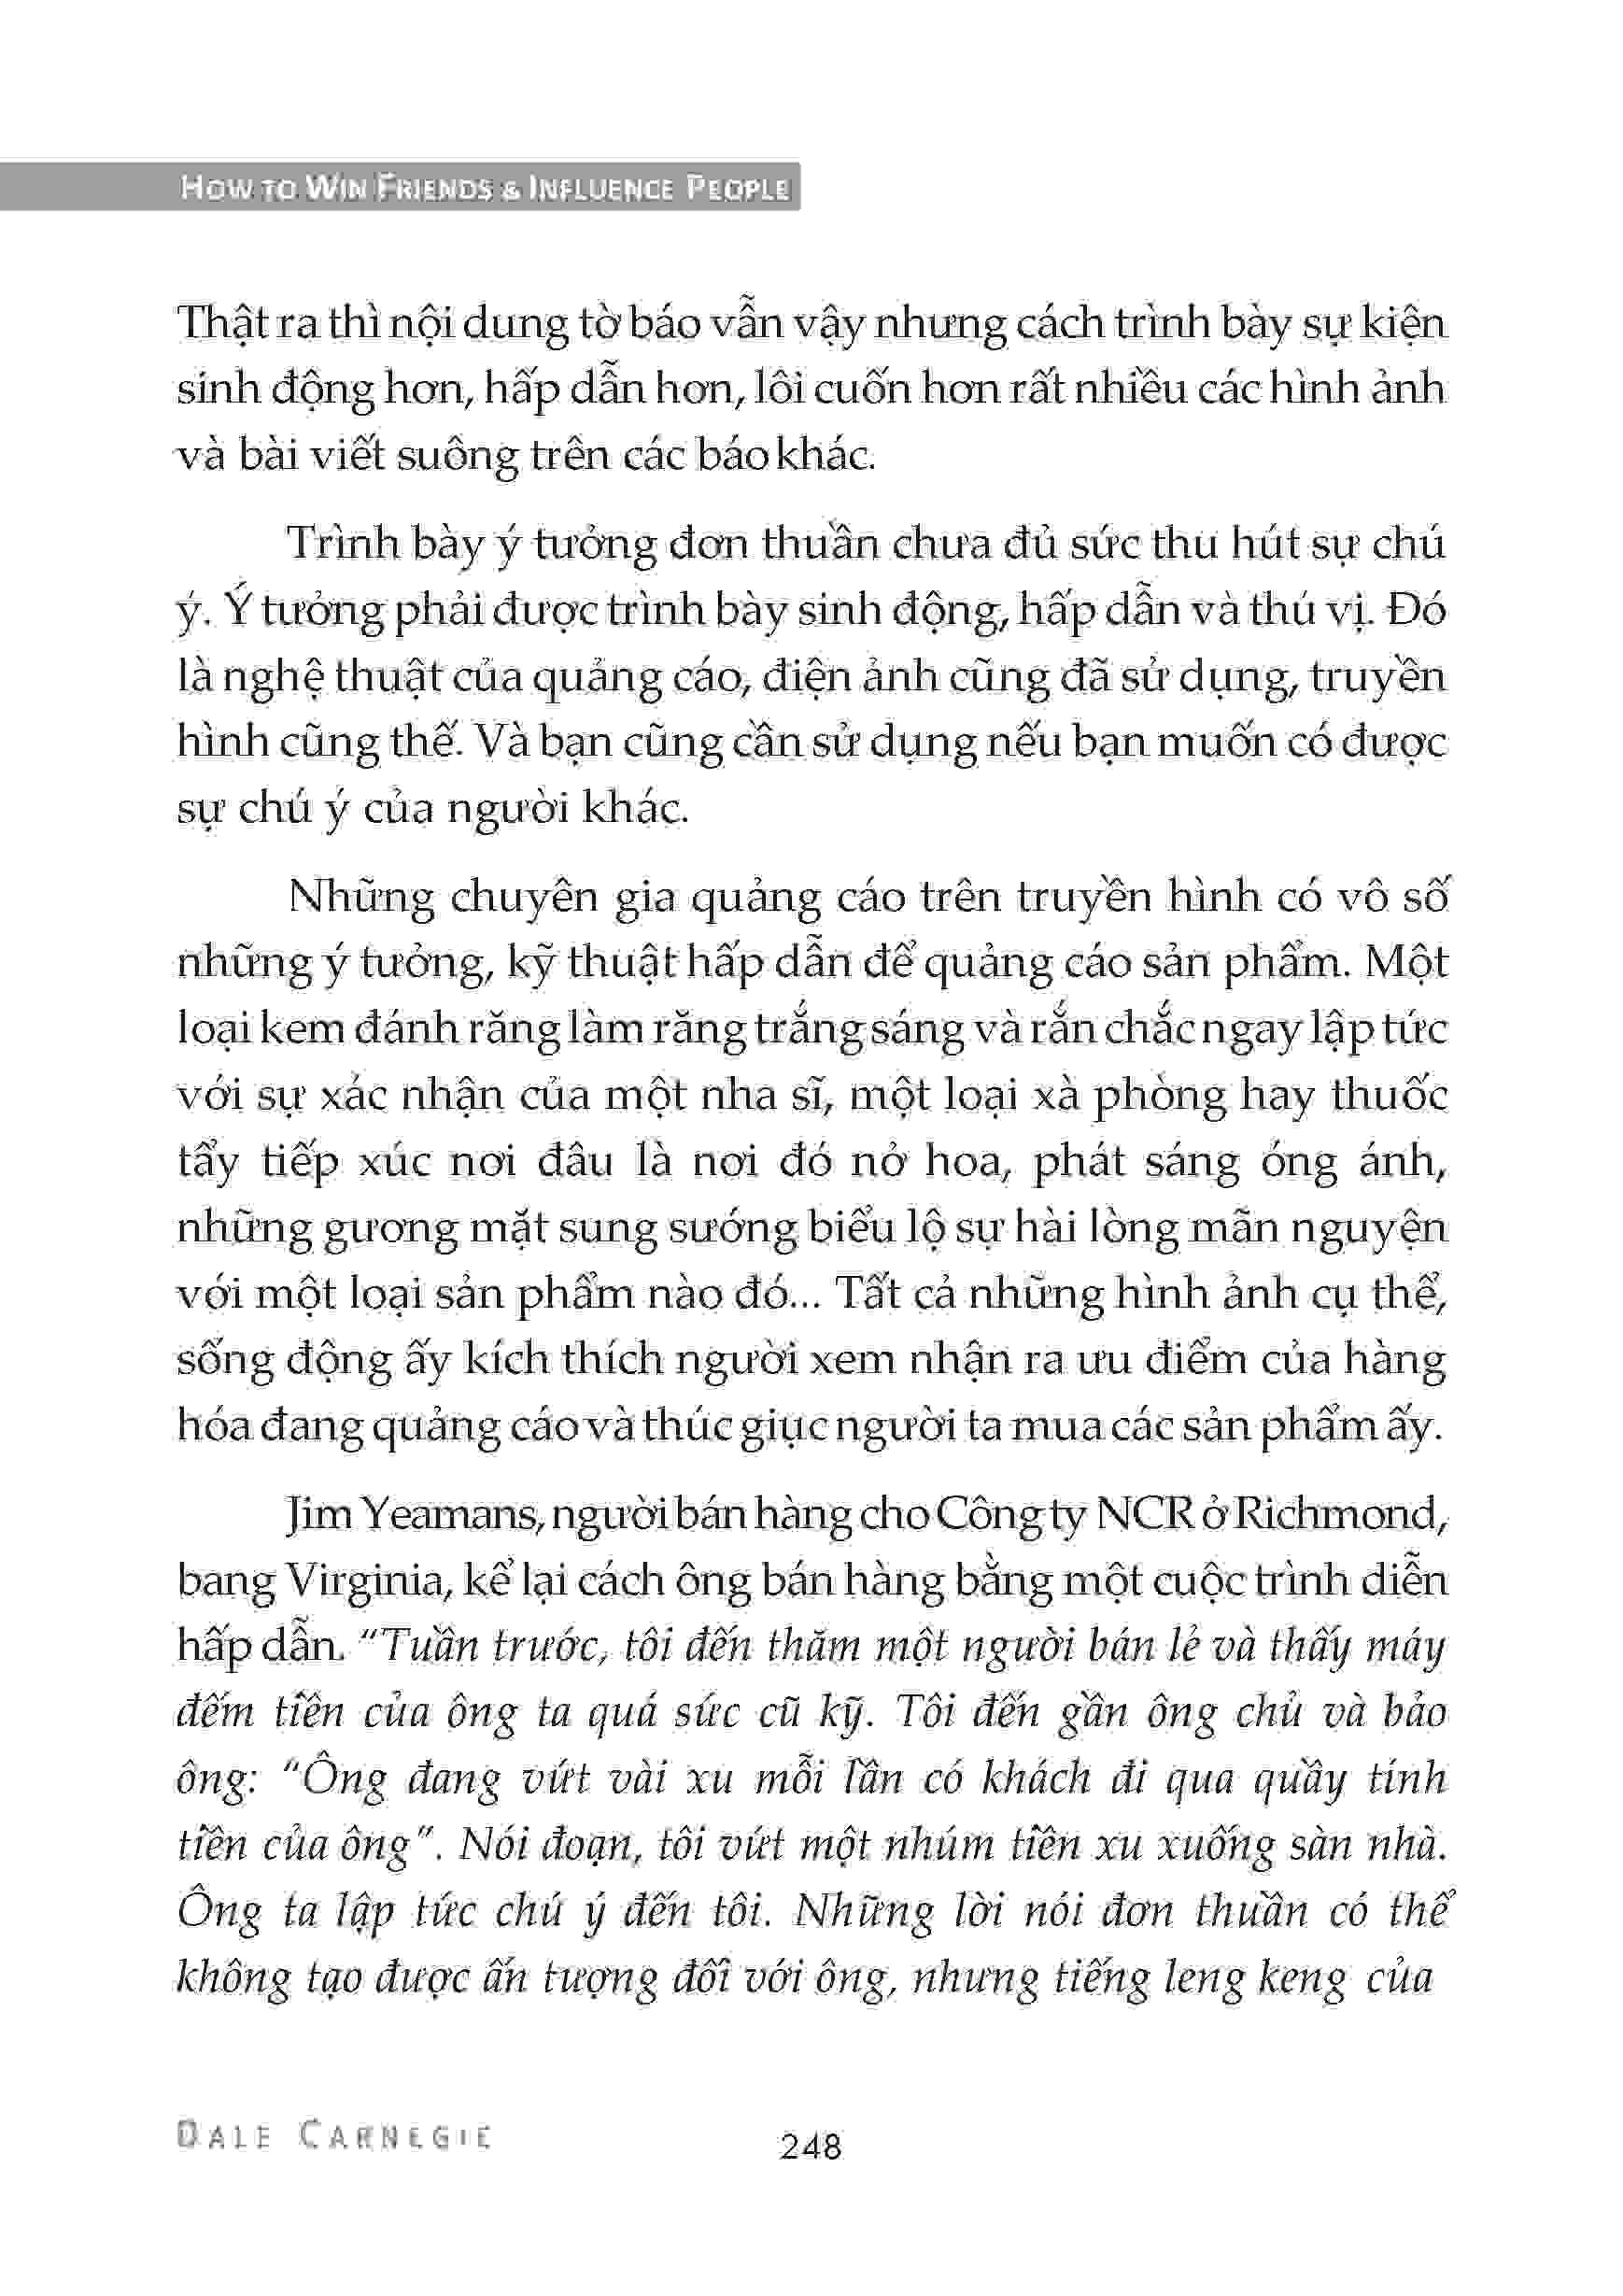 HOW TO WIN FRIENDS & INFLUENCE PEOPLE
Thật ra thì nội dung tờ báo vẫn vậy nhưng cách trình bày sự kiện
sinh động hơn, hấp dẫn hơn, lôi cuốn hơn rất nhiều các hình ảnh
và bài viết suông trên các báo khác.
Trình bày ý tưởng đơn thuần chưa đủ sức thu hút sự chú
ý. Ý tưởng phải được trình bày sinh động, hấp dẫn và thú vị. Đó
là nghệ thuật của quảng cáo, điện ảnh cũng đã sử dụng, truyền
hình cũng thế. Và bạn cũng cần sử dụng nếu bạn muốn có được
sự chú ý của người khác.
Những chuyên gia quảng cáo trên truyền hình có vô số
những ý tưởng, kỹ thuật hấp dẫn để quảng cáo sản phẩm. Một
loại kem đánh răng làm răng trắng sáng và rắn chắc ngay lập tức
với sự xác nhận của một nha sĩ, một loại xà phòng hay thuốc
tẩy tiếp xúc nơi đâu là nơi đó nở hoa, phát sáng óng ánh,
những gương mặt sung sướng biểu lộ sự hài lòng mãn nguyện
với một loại sản phẩm nào đó... Tất cả những hình ảnh cụ thể,
sống động ấy kích thích người xem nhận ra ưu điểm của hàng
hóa đang quảng cáo và thúc giục người ta mua các sản phẩm ấy.
Jim Yeamans, người bán hàng cho Công ty NCR ở Richmond,
bang Virginia, kể lại cách ông bán hàng bằng một cuộc trình diễn
hấp dẫn. “Tuần trước, tôi đến thăm một người bán lẻ và thấy máy
đếm tiền của ông ta quá sức cũ kỹ. Tôi đến gần ông chủ và bảo
ông: “Ông đang vứt vài xu mỗi lần có khách đi qua quầy tính
tiền của ông”. Nói đoạn, tôi vứt một nhúm tiền xu xuống sàn nhà.
Ông ta lập tức chú ý đến tôi. Những lời nói đơn thuần có thể
không tạo được ấn tượng đối với ông, nhưng tiếng leng keng của
DALE CARNEGIE
248